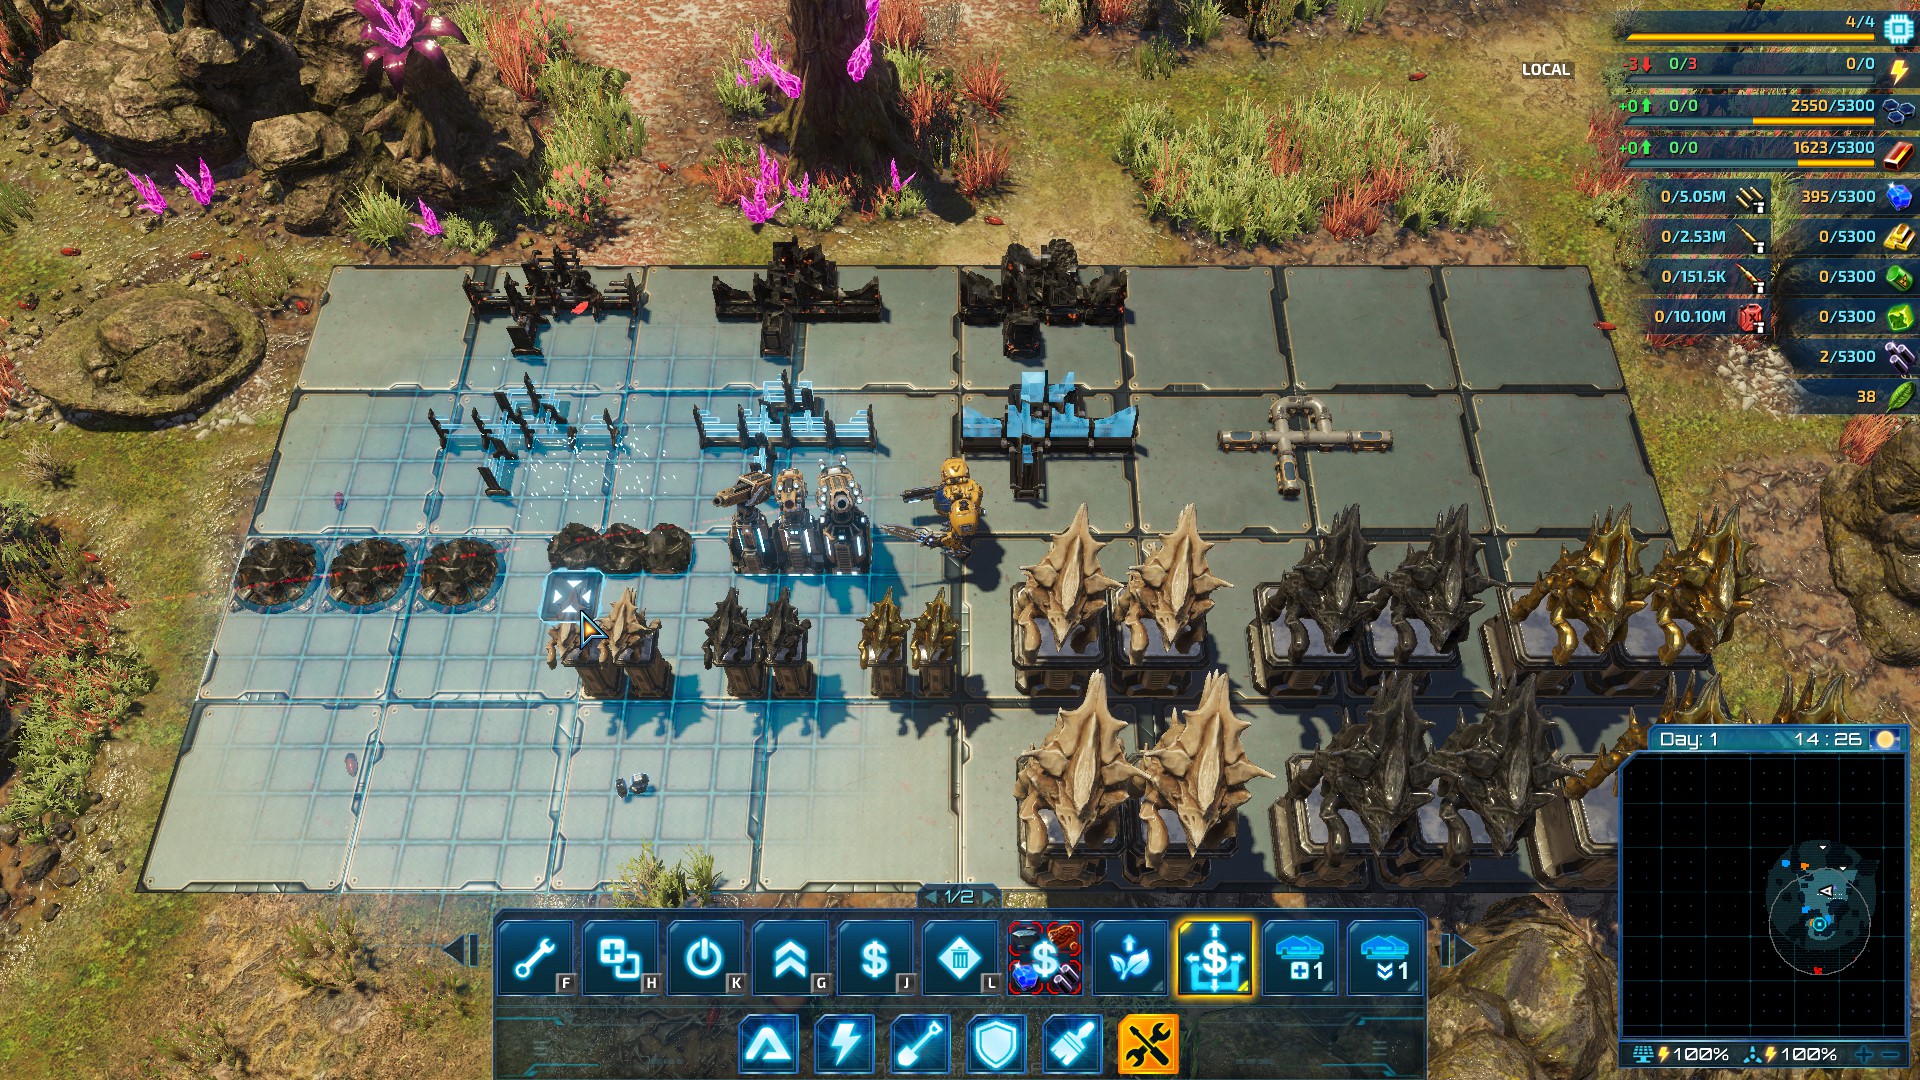 4/4
LOCAL
-3 0/3 0/0
+0 0/0 2550/5300
+0 0/0 1623/5300
0/5.05M 395/5300
0/2.53M 0/5300
0/151.5K 0/5300
0/10.10M 0/5300
2/5300
38
Day: 1 14:26
1/2
F
H
K
G
$ J
L
$
$
1
1
100% 100%